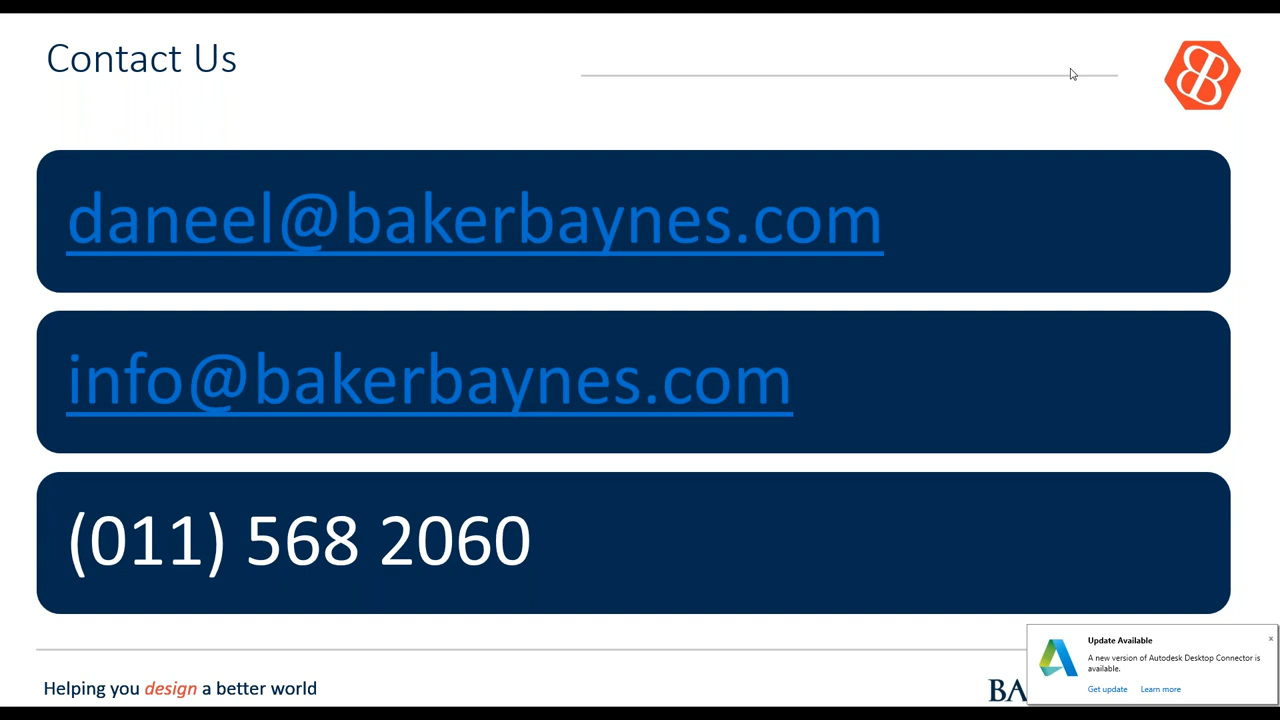 Contact Us
daneel@bakerbaynes.com
info@bakerbaynes.com
(011) 568 2060
Helping you design a better world
Update Available
A new version of Autodesk Desktop Connector is
available.
Get update Learn more